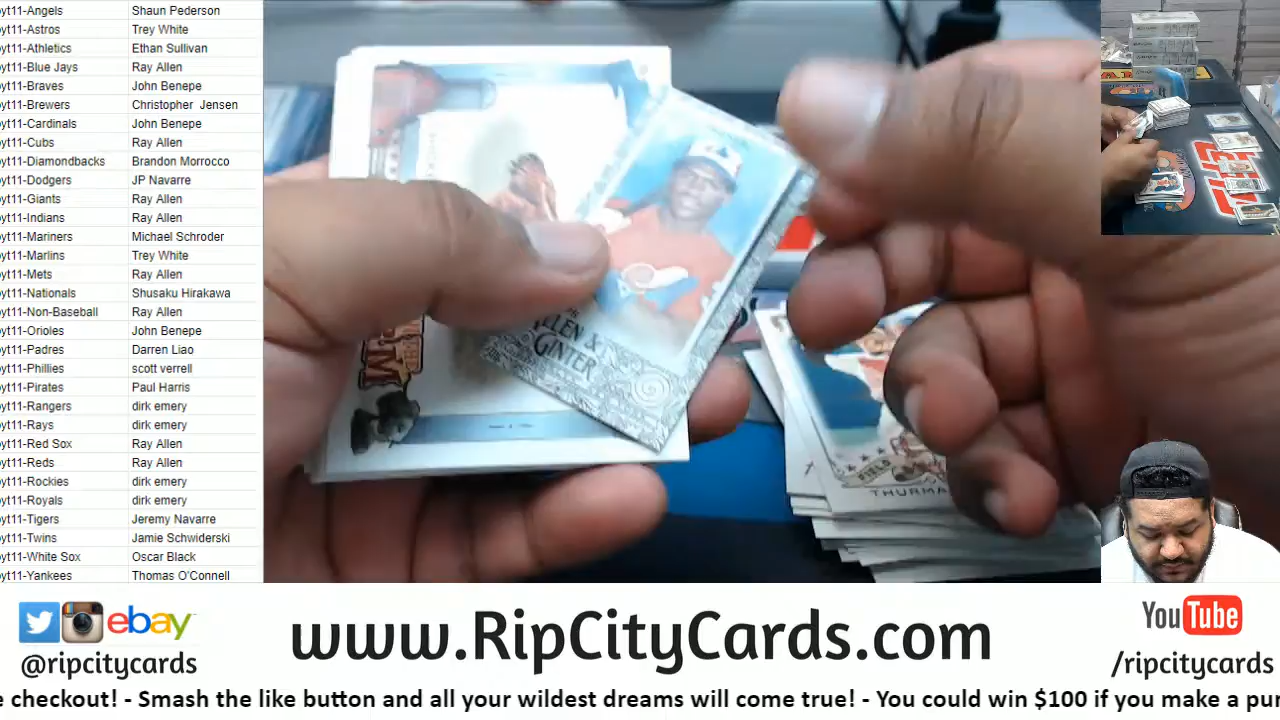 yt11-Angels Shaun Pederson
yt11-Astros Trey White
yt11-Athletics Ethan Sullivan
yt11-Blue Jays Ray Allen
yt11-Braves John Benepe
yt11-Brewers Christopher Jensen
yt11-Cardinals John Benepe
yt11-Cubs Ray Allen
yt11-Diamondbacks Brandon Morrocco
yt11-Dodgers JP Navarre
yt11-Giants Ray Allen
yt11-Indians Ray Allen
yt11-Mariners Michael Schroder
yt11-Marlins Trey White
yt11-Mets Ray Allen
yt11-Nationals Shusaku Hirakawa
yt11-Non-Baseball Ray Allen
yt11-Orioles John Benepe
yt11-Padres Darren Liao
yt11-Phillies scott verrell
yt11-Pirates Paul Harris
yt11-Rangers dirk emery
yt11-Rays dirk emery
yt11-Red Sox Ray Allen
yt11-Reds Ray Allen
yt11-Rockies dirk emery
yt11-Royals dirk emery
yt11-Tigers Jeremy Navarre
yt11-Twins Jamie Schwiderski
yt11-White Sox Oscar Black
yt11-Yankees Thomas O'Connell
LLEN &
GINTER
FIELD
THURMA
ebay
@ripcitycards
www.RipCityCards.com
YouTube
/ripcitycards
e checkout! - Smash the like button and all your wildest dreams will come true! - You could win $100 if you make a pur